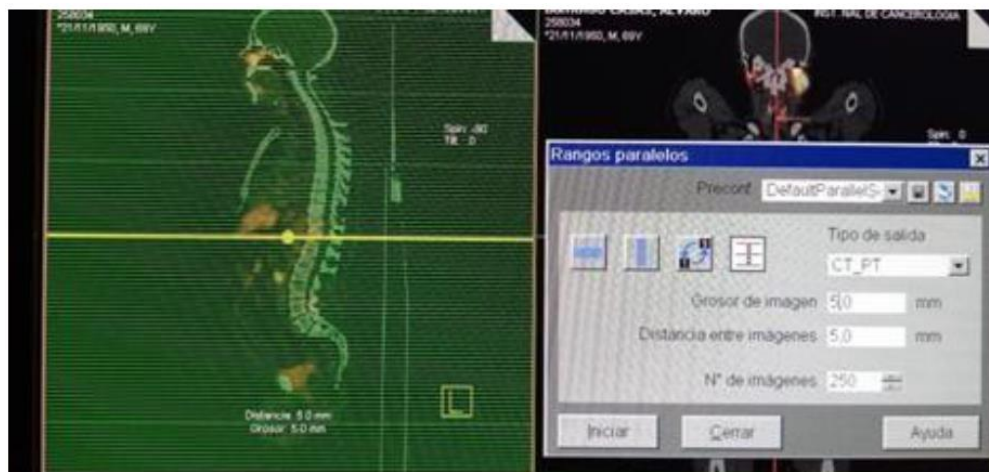 258034
*21/11/1950, M, 69Y
Spin: -90
Tilt: 0
L
Distancia: 5.0 mm
Grosor: 5.0 mm
ALVARO
INST. NAL DE CANCEROLOGIA
258034
*21/11/1950, M, 69Y
Spin: 0
Rangos paralelos
Preconf. DefaultParallelS
Tipo de salida
CT_PT
Grosor de imagen 5,0 mm
Distancia entre imágenes 5,0 mm
N° de imágenes 250
Iniciar Cerrar Ayuda